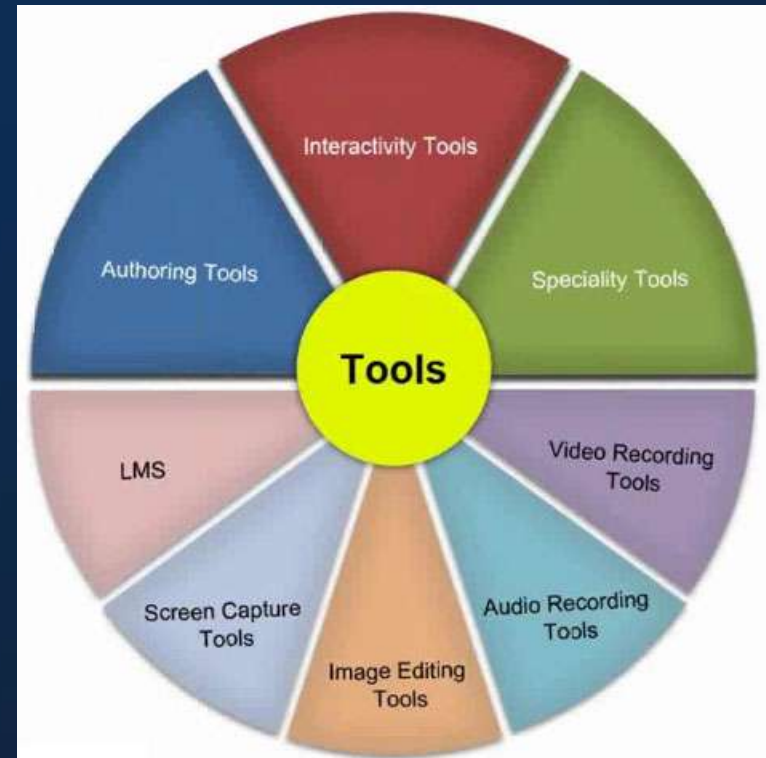 Interactivity Tools
Authoring Tools
Speciality Tools
Tools
LMS
Video Recording
Tools
Screen Capture
Tools
Audio Recording
Tools
Image Editing
Tools